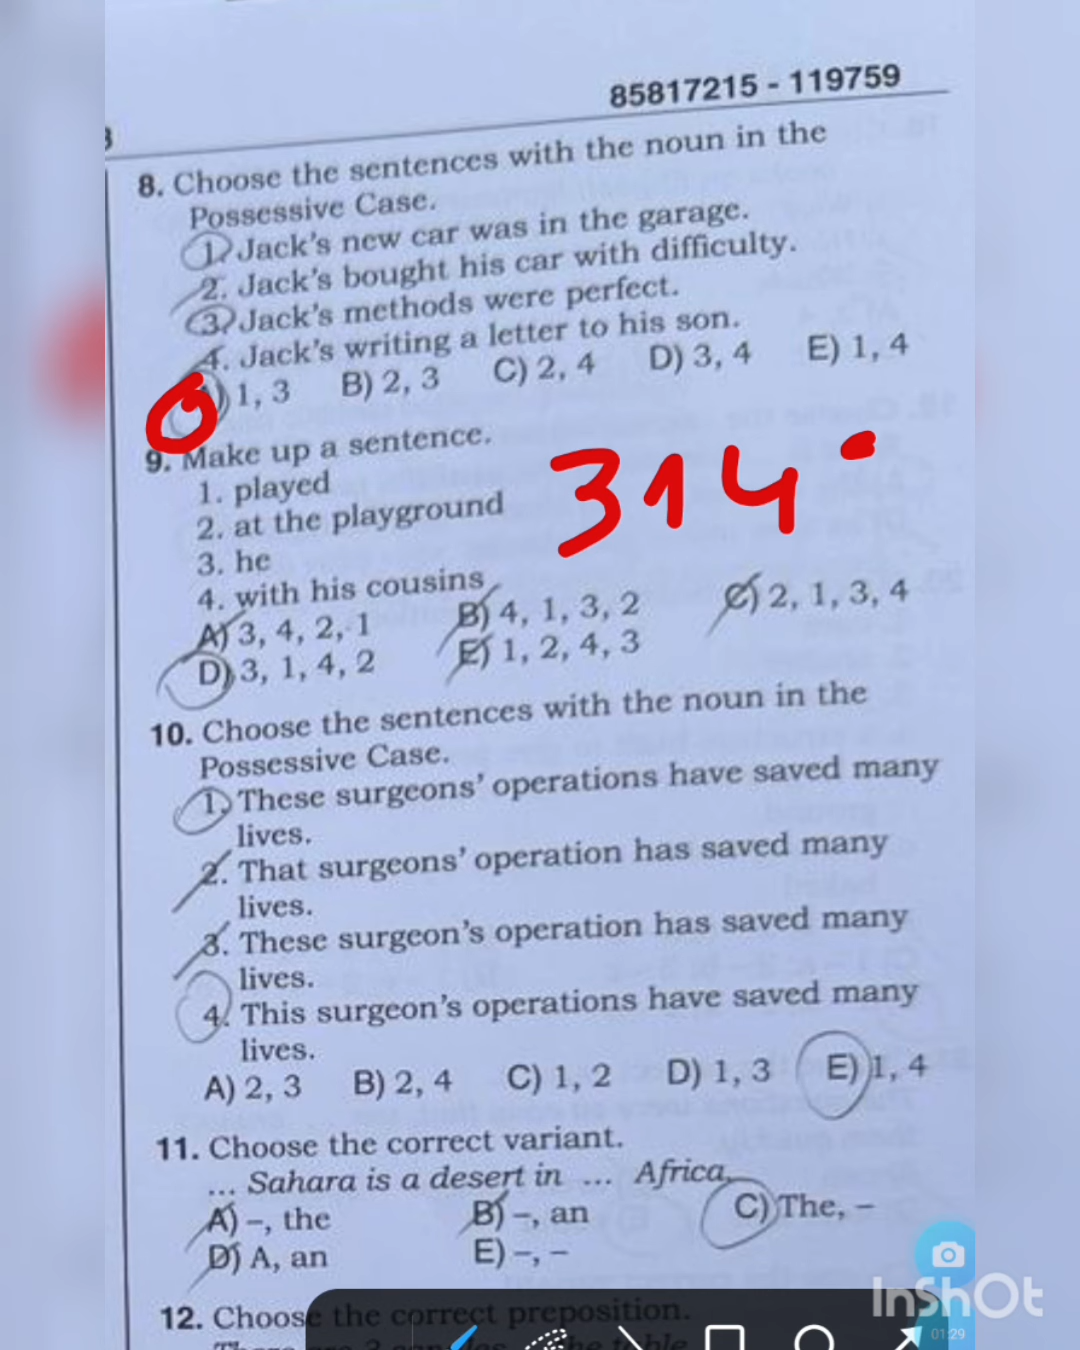 85817215 - 119759
8. Choose the sentences with the noun in the
Possessive Case.
1. Jack's new car was in the garage.
2. Jack's bought his car with difficulty.
3. Jack's methods were perfect.
4. Jack's writing a letter to his son.
A) 1, 3 B) 2, 3 C) 2, 4 D) 3, 4 E) 1, 4
9. Make up a sentence.
314
1. played
2. at the playground
3. he
4. with his cousins
A) 3, 4, 2, 1 B) 4, 1, 3, 2 C) 2, 1, 3, 4
D) 3, 1, 4, 2 E) 1, 2, 4, 3
10. Choose the sentences with the noun in the
Possessive Case.
1. These surgeons' operations have saved many
lives.
2. That surgeons' operation has saved many
lives.
3. These surgeon's operation has saved many
lives.
4. This surgeon's operations have saved many
lives.
A) 2, 3 B) 2, 4 C) 1, 2 D) 1, 3 E) 1, 4
11. Choose the correct variant.
... Sahara is a desert in ... Africa.
A) –, the B) –, an C) The, –
D) A, an E) –, –
12. Choose the correct preposition.
InShOt
01:29